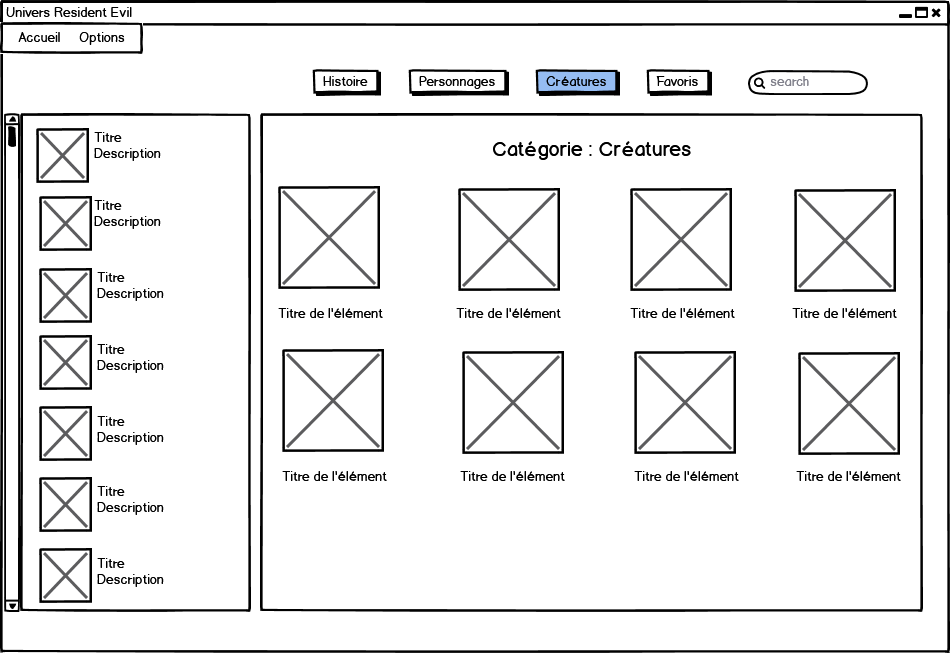 Univers Resident Evil
Accueil Options
Histoire Personnages Créatures Favoris search
Titre
Description
Titre
Description
Titre
Description
Titre
Description
Titre
Description
Titre
Description
Titre
Description
Catégorie : Créatures
Titre de l'élément Titre de l'élément Titre de l'élément Titre de l'élément
Titre de l'élément Titre de l'élément Titre de l'élément Titre de l'élément